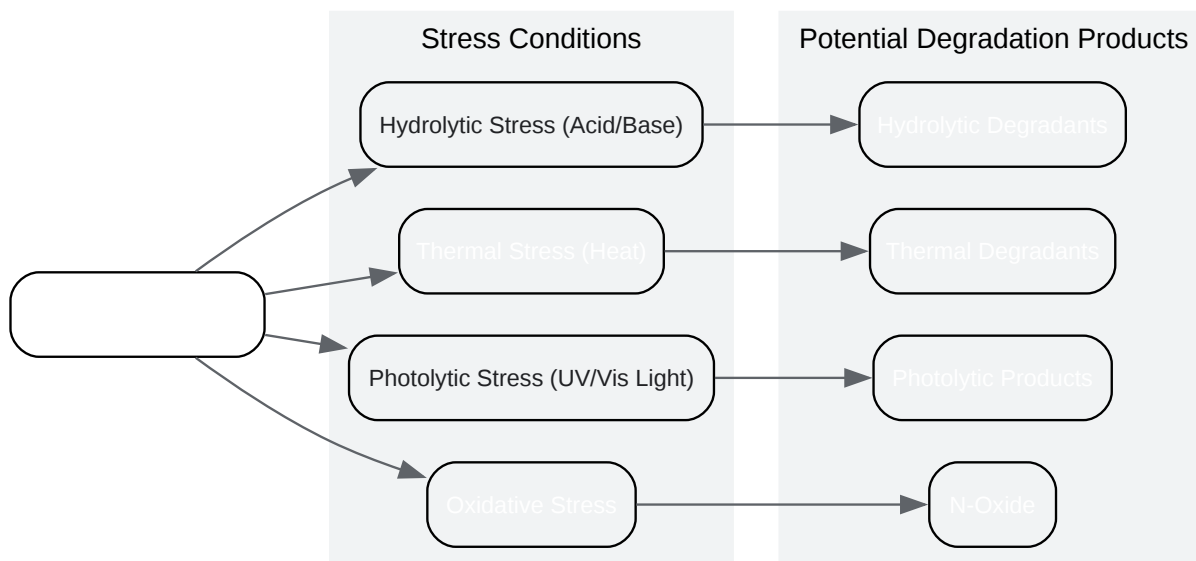 Stress Conditions
Potential Degradation Products
Hydrolytic Stress (Acid/Base)
Hydrolytic Degradants
Thermal Stress (Heat)
Thermal Degradants
Photolytic Stress (UV/Vis Light)
Photolytic Products
Oxidative Stress
N-Oxide